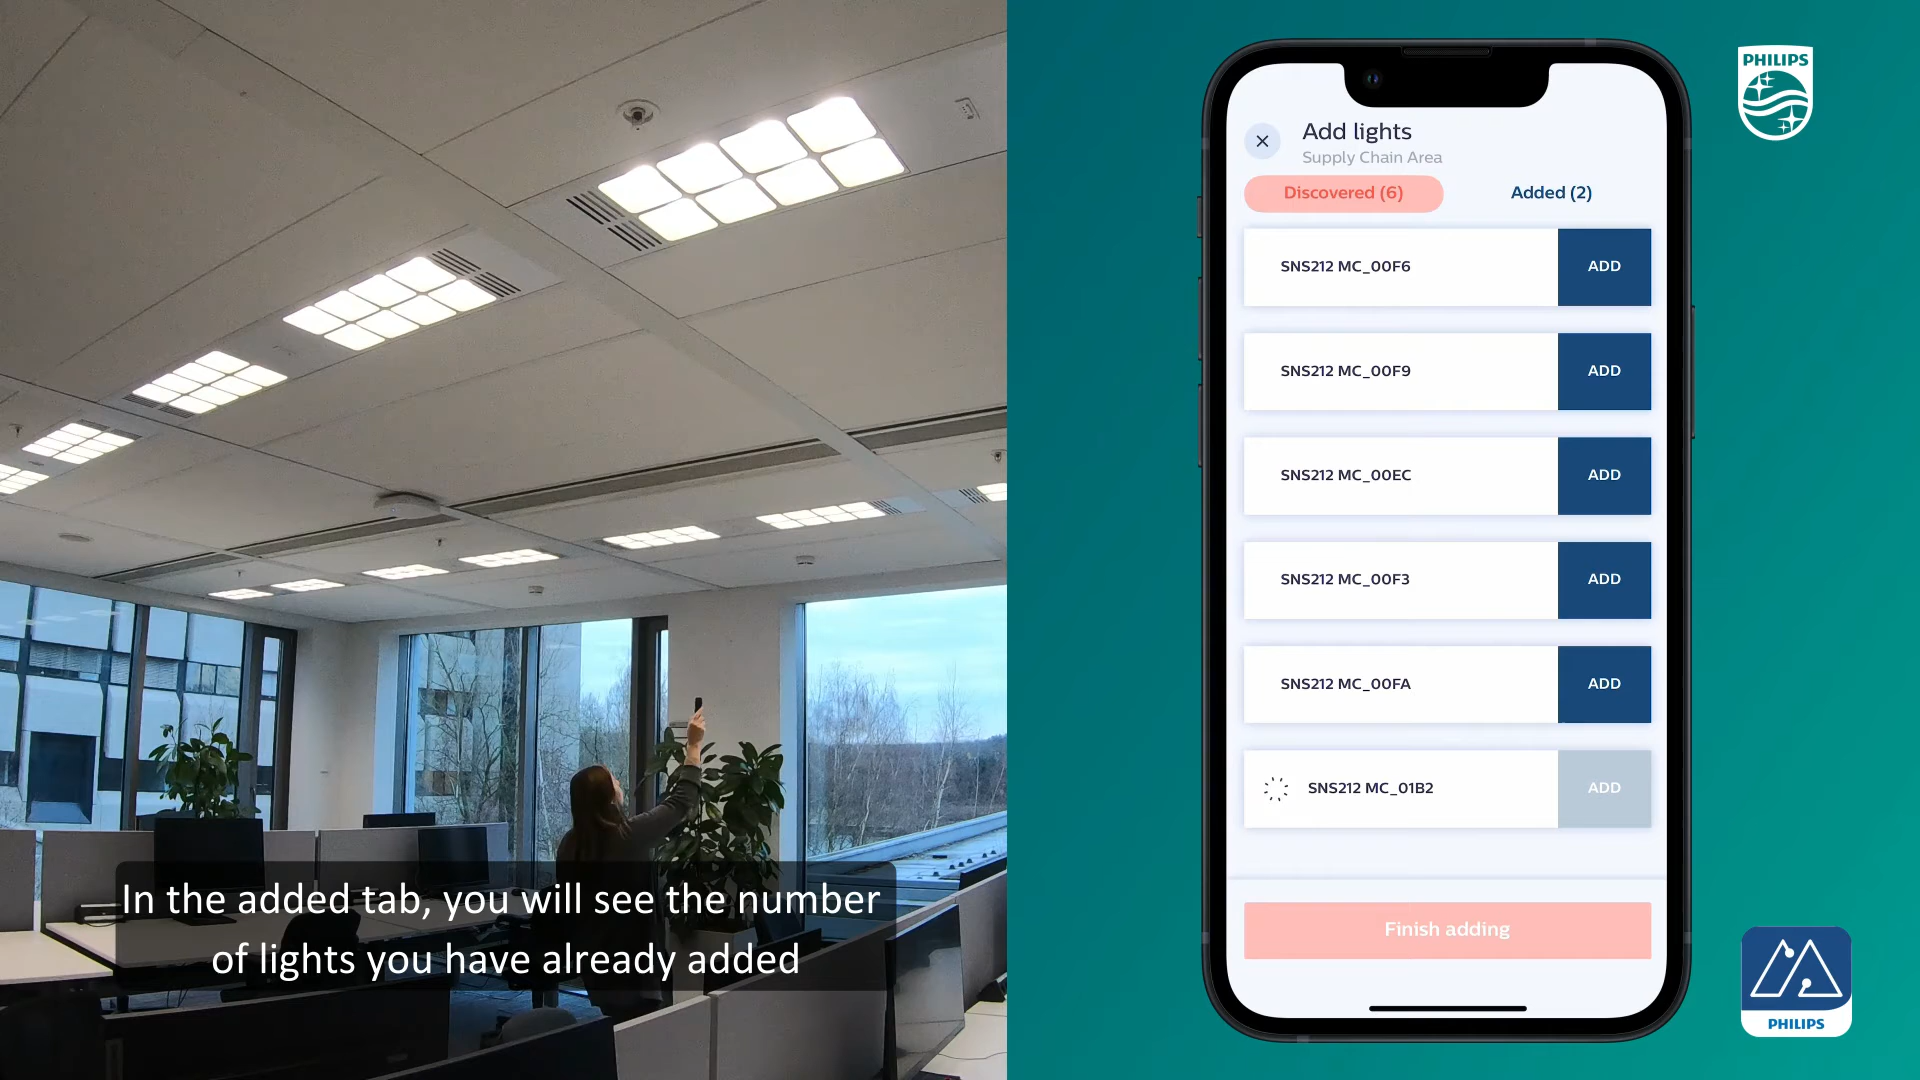 In the added tab, you will see the number
of lights you have already added
Add lights
Supply Chain Area
Discovered (6)
Added (2)
SNS212 MC_00F6
ADD
SNS212 MC_00F9
ADD
SNS212 MC_00EC
ADD
SNS212 MC_00F3
ADD
SNS212 MC_00FA
ADD
SNS212 MC_01B2
ADD
Finish adding
PHILIPS
PHILIPS